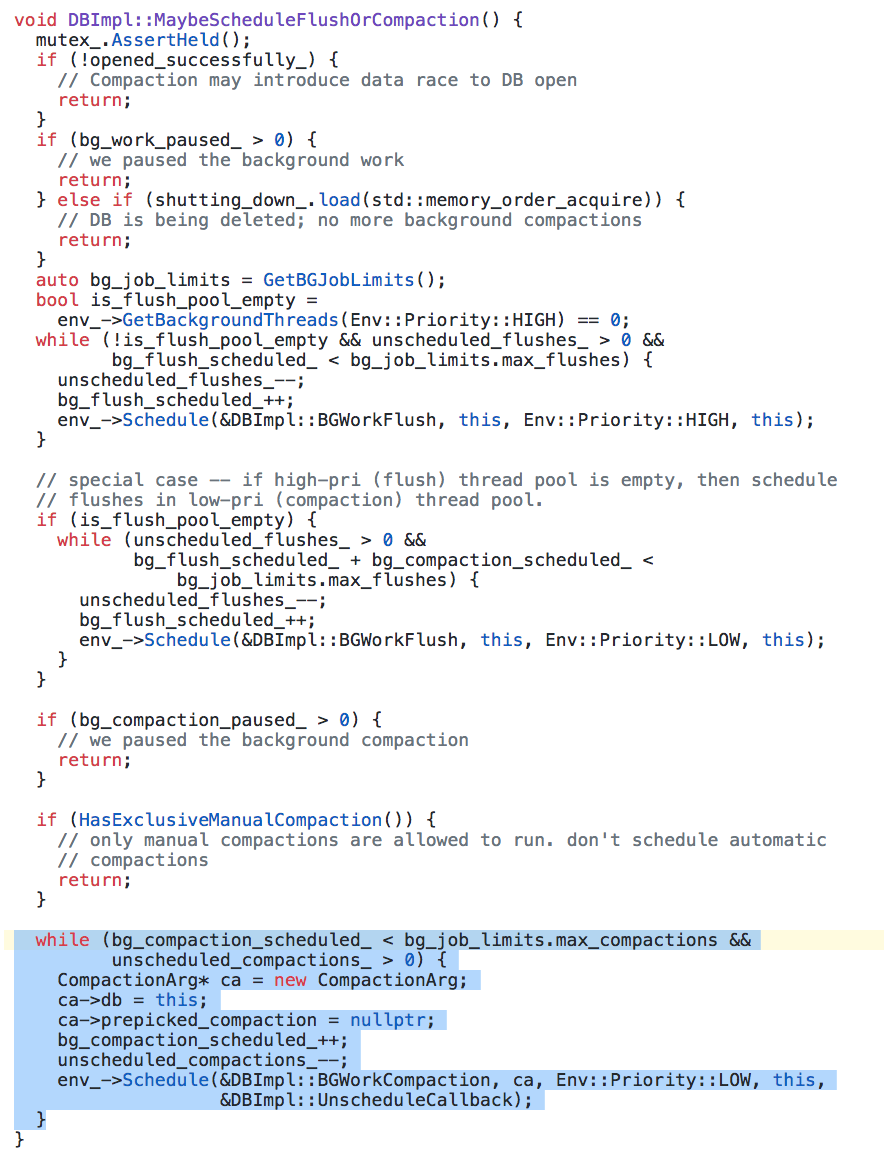 void DBImpl::MaybeScheduleFlushOrCompaction() {
  mutex_.AssertHeld();
  if (!opened_successfully_) {
    // Compaction may introduce data race to DB open
    return;
  }
  if (bg_work_paused_ > 0) {
    // we paused the background work
    return;
  } else if (shutting_down_.load(std::memory_order_acquire)) {
    // DB is being deleted; no more background compactions
    return;
  }
  auto bg_job_limits = GetBGJobLimits();
  bool is_flush_pool_empty =
    env_->GetBackgroundThreads(Env::Priority::HIGH) == 0;
  while (!is_flush_pool_empty && unscheduled_flushes_ > 0 &&
         bg_flush_scheduled_ < bg_job_limits.max_flushes) {
    unscheduled_flushes_--;
    bg_flush_scheduled_++;
    env_->Schedule(&DBImpl::BGWorkFlush, this, Env::Priority::HIGH, this);
  }

  // special case -- if high-pri (flush) thread pool is empty, then schedule
  // flushes in low-pri (compaction) thread pool.
  if (is_flush_pool_empty) {
    while (unscheduled_flushes_ > 0 &&
           bg_flush_scheduled_ + bg_compaction_scheduled_ <
               bg_job_limits.max_flushes) {
      unscheduled_flushes_--;
      bg_flush_scheduled_++;
      env_->Schedule(&DBImpl::BGWorkFlush, this, Env::Priority::LOW, this);
    }
  }

  if (bg_compaction_paused_ > 0) {
    // we paused the background compaction
    return;
  }

  if (HasExclusiveManualCompaction()) {
    // only manual compactions are allowed to run. don't schedule automatic
    // compactions
    return;
  }

  while (bg_compaction_scheduled_ < bg_job_limits.max_compactions &&
         unscheduled_compactions_ > 0) {
    CompactionArg* ca = new CompactionArg;
    ca->db = this;
    ca->prepicked_compaction = nullptr;
    bg_compaction_scheduled_++;
    unscheduled_compactions_--;
    env_->Schedule(&DBImpl::BGWorkCompaction, ca, Env::Priority::LOW, this,
                   &DBImpl::UnscheduleCallback);
  }
}